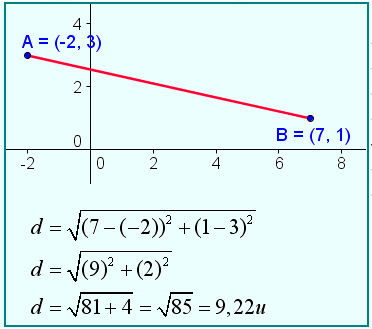 4
A = (-2, 3)
2
0
B = (7, 1)
-2 0 2 4 6 8
d = √((7 − (−2))² + (1 − 3)²)
d = √((9)² + (2)²)
d = √(81 + 4) = √85 = 9,22u